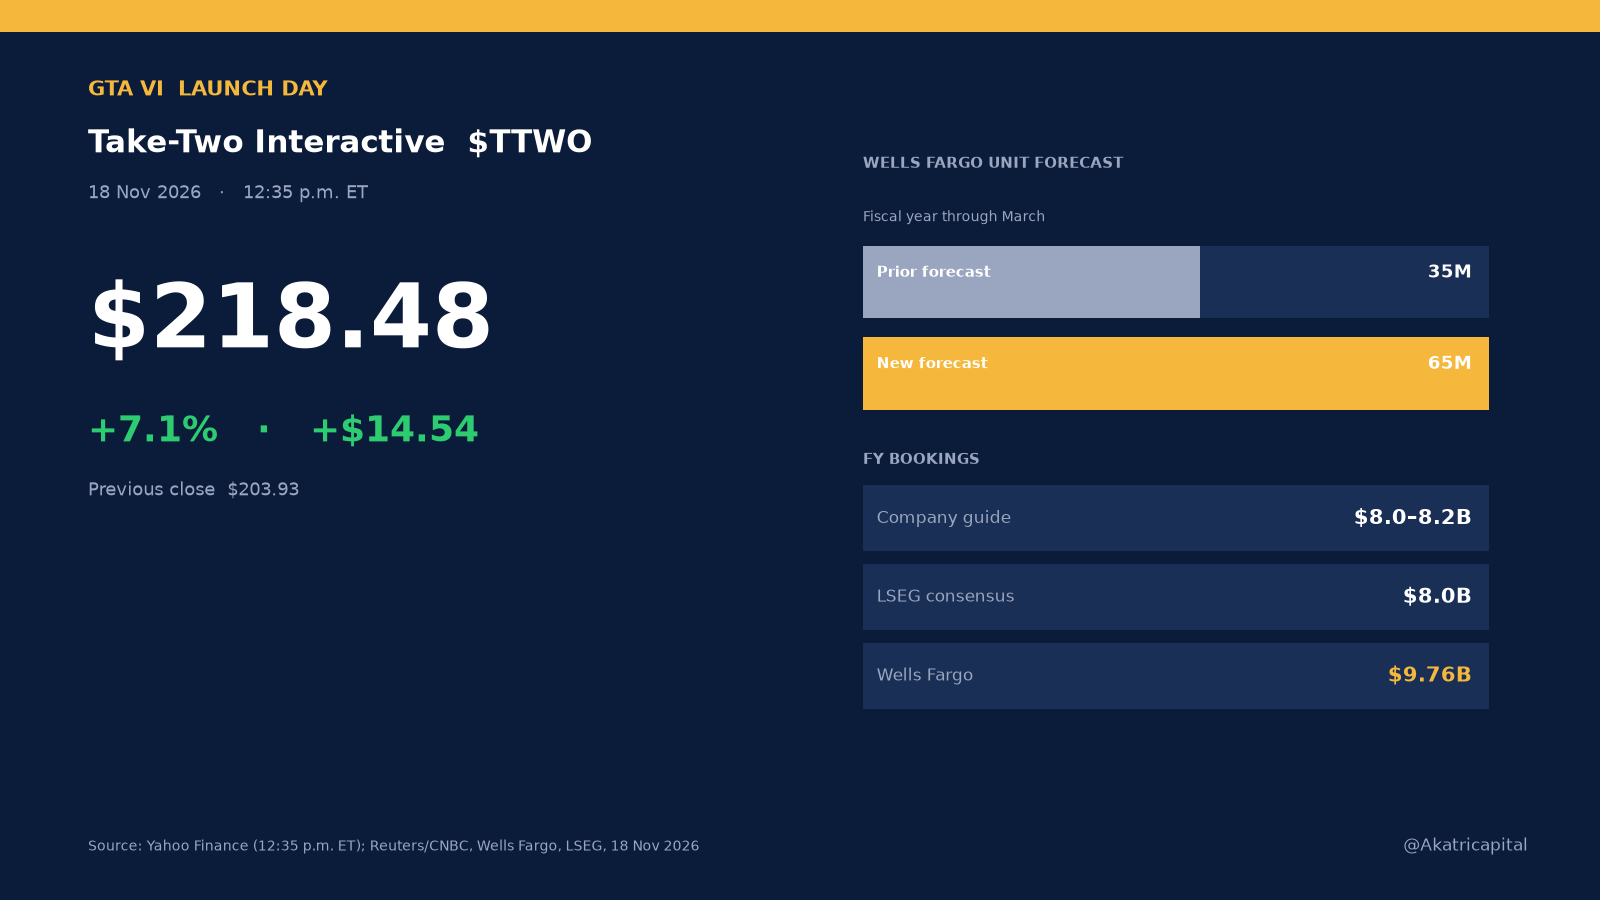 GTA VI LAUNCH DAY
Take-Two Interactive $TTWO
18 Nov 2026 · 12:35 p.m. ET
$218.48
+7.1% · +$14.54
Previous close $203.93
WELLS FARGO UNIT FORECAST
Fiscal year through March
Prior forecast 35M
New forecast 65M
FY BOOKINGS
Company guide $8.0–8.2B
LSEG consensus $8.0B
Wells Fargo $9.76B
Source: Yahoo Finance (12:35 p.m. ET); Reuters/CNBC, Wells Fargo, LSEG, 18 Nov 2026
@Akatricapital